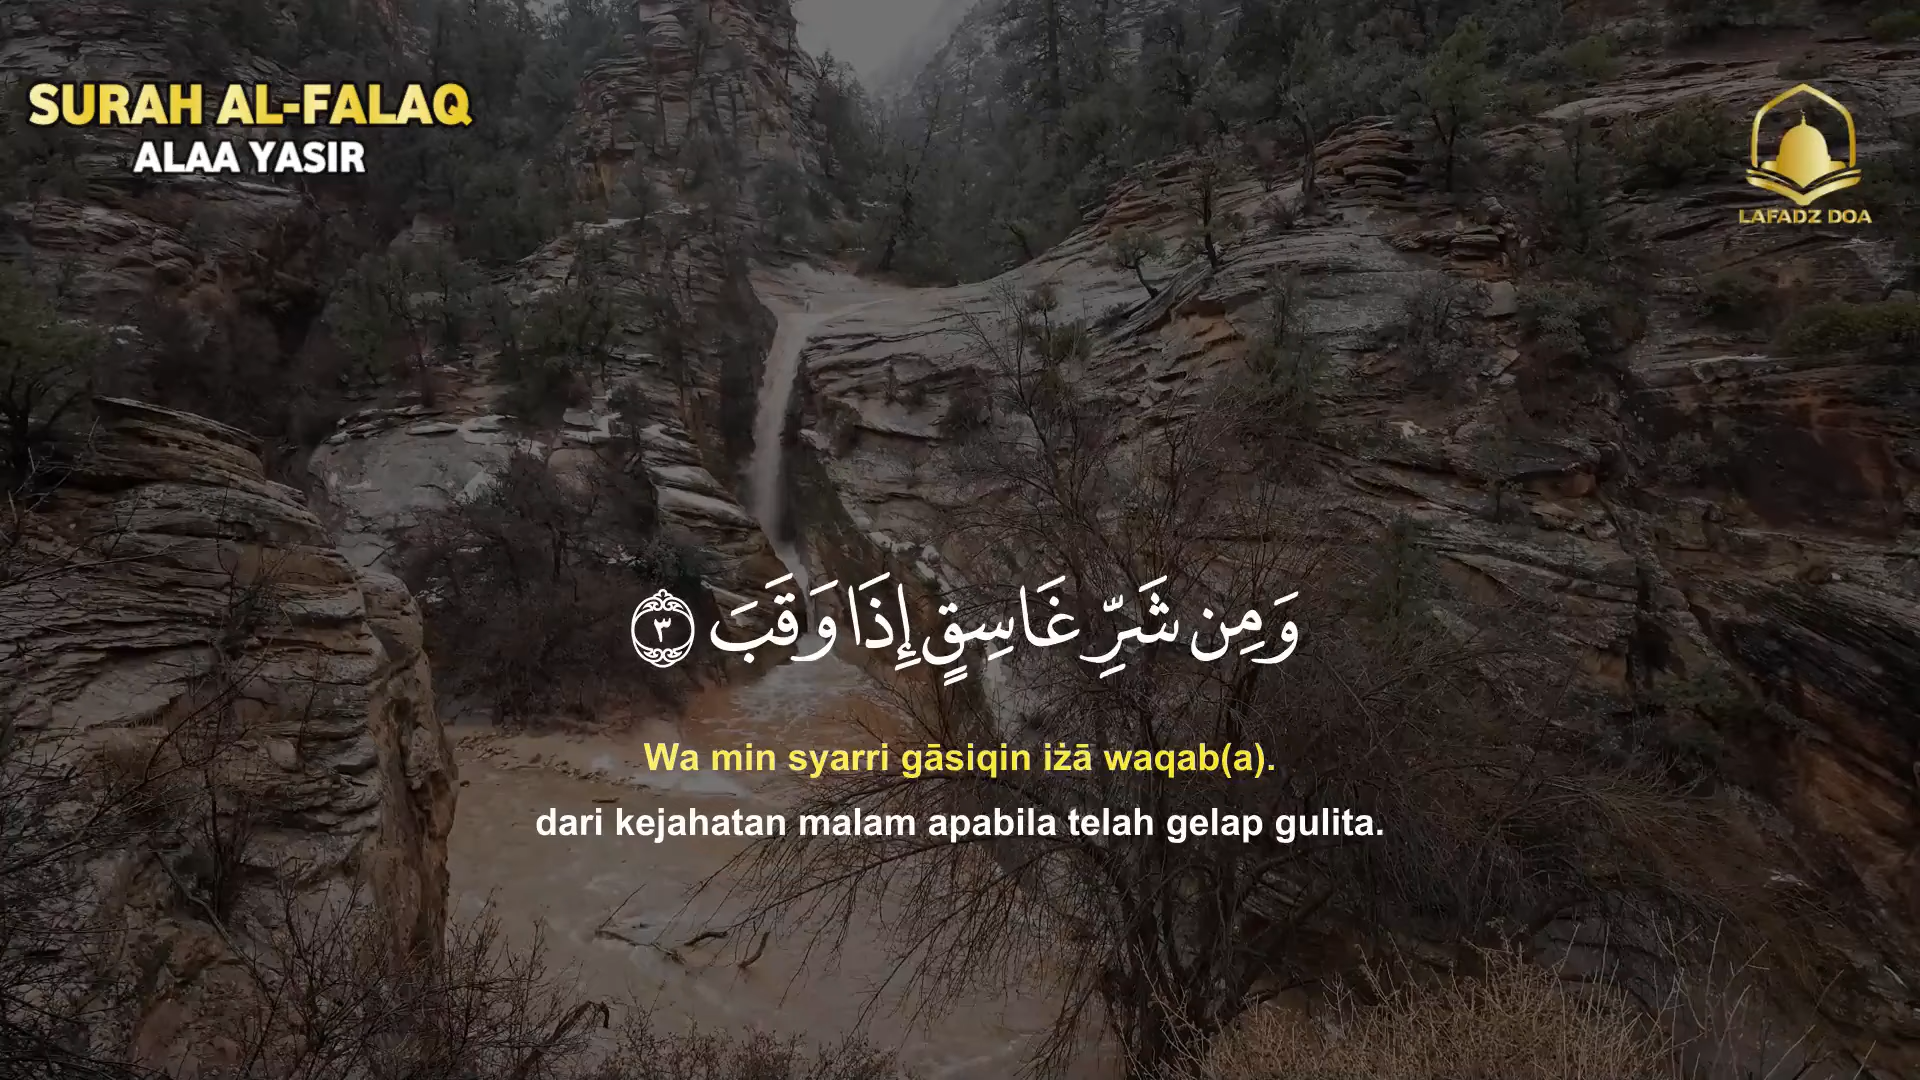 SURAH AL-FALAQ
ALAA YASIR
LAFADZ DOA
وَمِن شَرِّ غَاسِقٍ إِذَا وَقَبَ ٣
Wa min syarri gāsiqin iżā waqab(a).
dari kejahatan malam apabila telah gelap gulita.